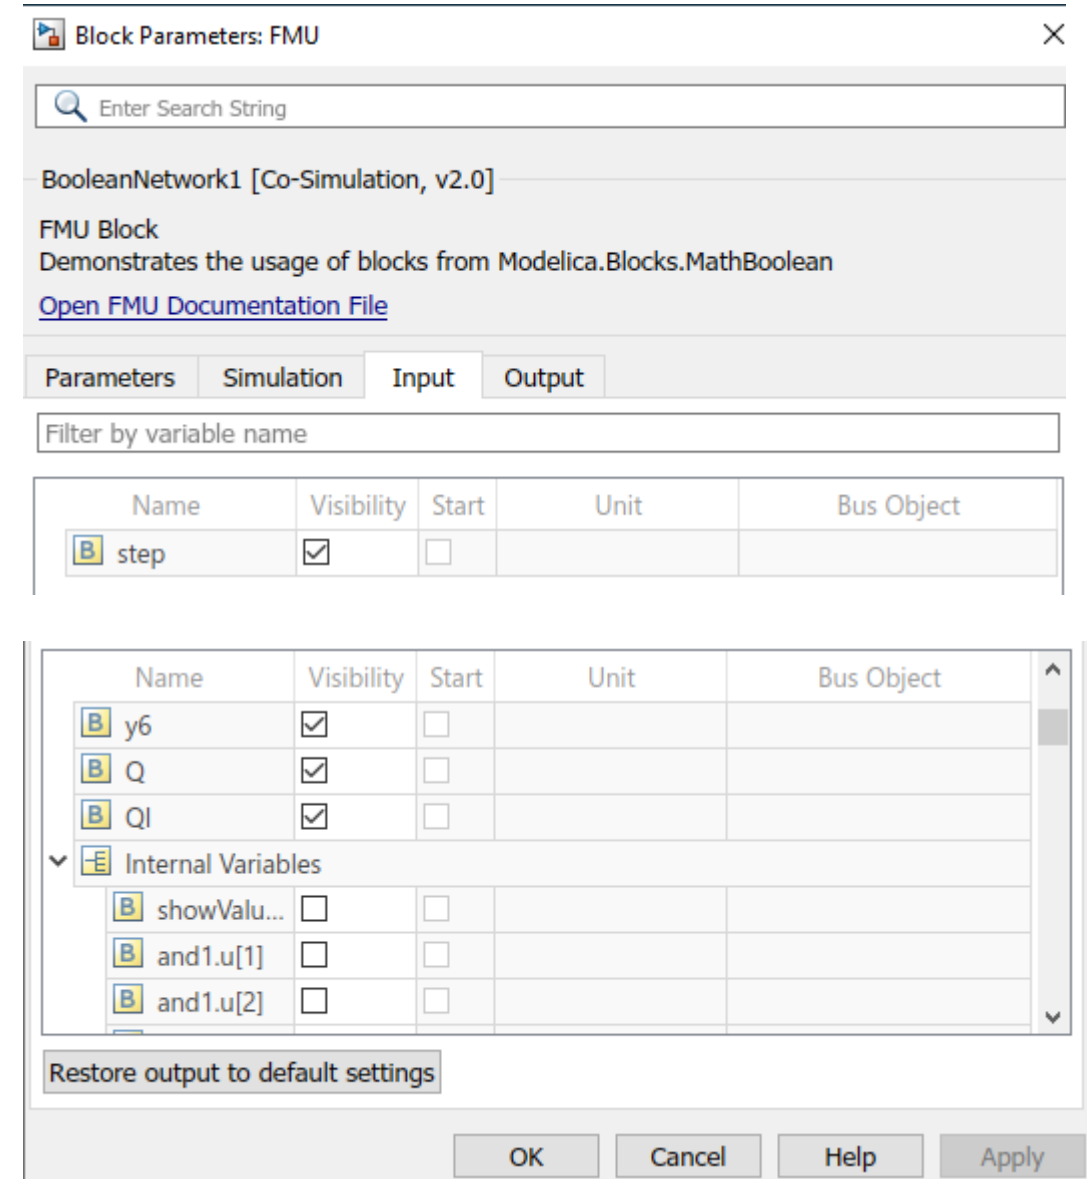 Block Parameters: FMU
Enter Search String
BooleanNetwork1 [Co-Simulation, v2.0]
FMU Block
Demonstrates the usage of blocks from Modelica.Blocks.MathBoolean
Open FMU Documentation File
Parameters Simulation Input Output
Filter by variable name
Name Visibility Start Unit Bus Object
B step
Name Visibility Start Unit Bus Object
B y6
B Q
B QI
E Internal Variables
B showValu...
B and1.u[1]
B and1.u[2]
Restore output to default settings
OK Cancel Help Apply